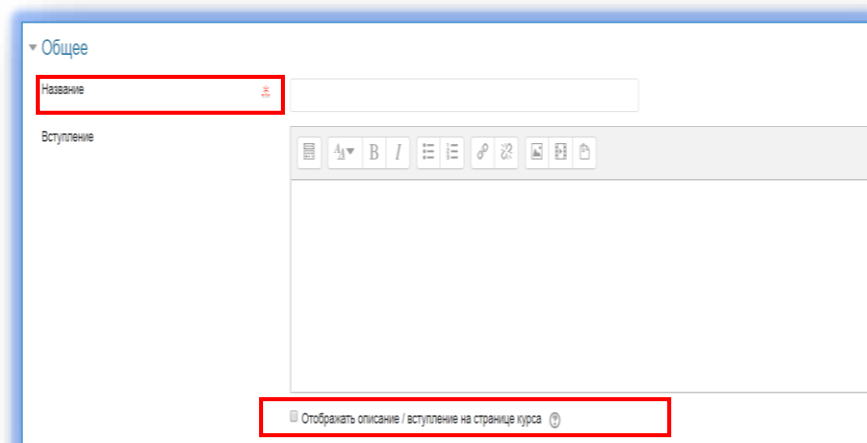 Общее
Название
Вступление
B I
Отображать описание / вступление на странице курса